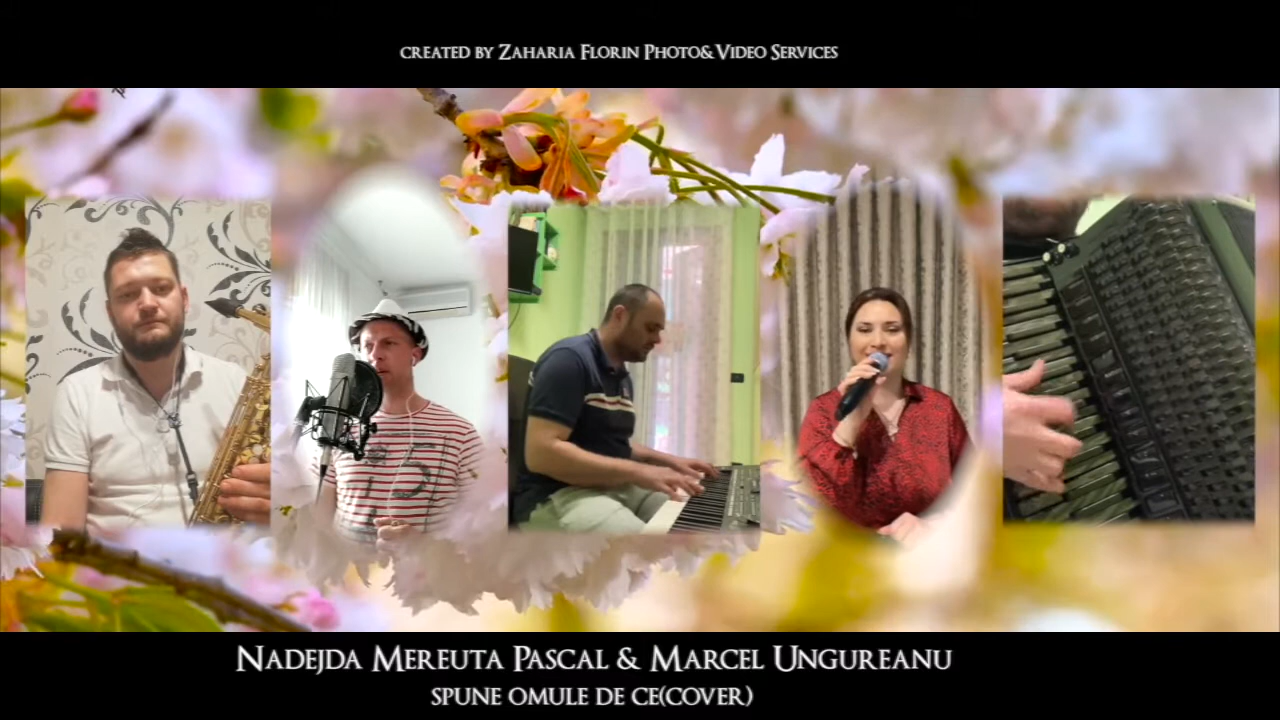 created by Zaharia Florin Photo&Video Services
Nadejda Mereuta Pascal & Marcel Ungureanu
spune omule de ce(cover)